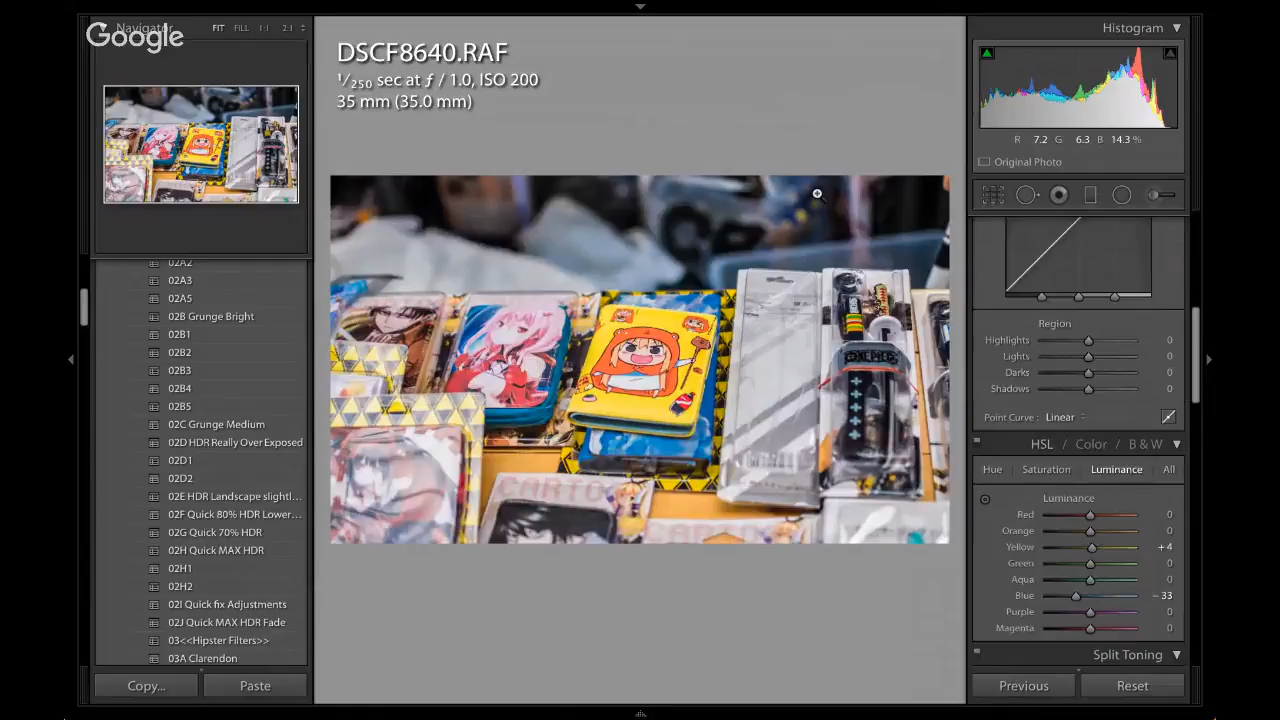 Navigator
FIT FILL 1:1 2:1
Google
DSCF8640.RAF
1/250 sec at ƒ / 1.0, ISO 200
35 mm (35.0 mm)
02A2
02A3
02A5
02B Grunge Bright
02B1
02B2
02B3
02B4
02B5
02C Grunge Medium
02D HDR Really Over Exposed
02D1
02D2
02E HDR Landscape slightl...
02F Quick 80% HDR Lower...
02G Quick 70% HDR
02H Quick MAX HDR
02H1
02H2
02I Quick fix Adjustments
02J Quick MAX HDR Fade
03<<Hipster Filters>>
03A Clarendon
Copy... Paste
ONE PIECE
Histogram
R 7.2 G 6.3 B 14.3 %
Original Photo
Region
Highlights 0
Lights 0
Darks 0
Shadows 0
Point Curve : Linear
HSL / Color / B & W
Hue Saturation Luminance All
Luminance
Red 0
Orange 0
Yellow + 4
Green 0
Aqua 0
Blue - 33
Purple 0
Magenta 0
Split Toning
Previous Reset